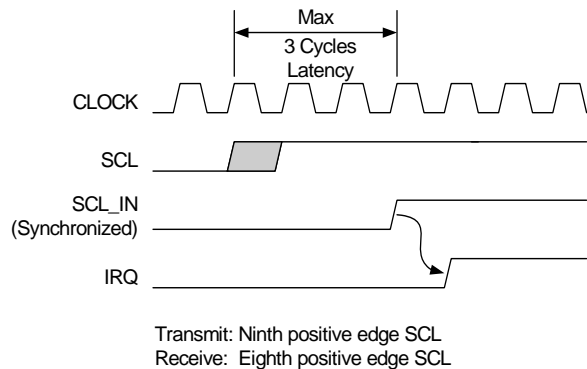 Max
3 Cycles
Latency
CLOCK
SCL
SCL_IN
(Synchronized)
IRQ
Transmit: Ninth positive edge SCL
Receive: Eighth positive edge SCL